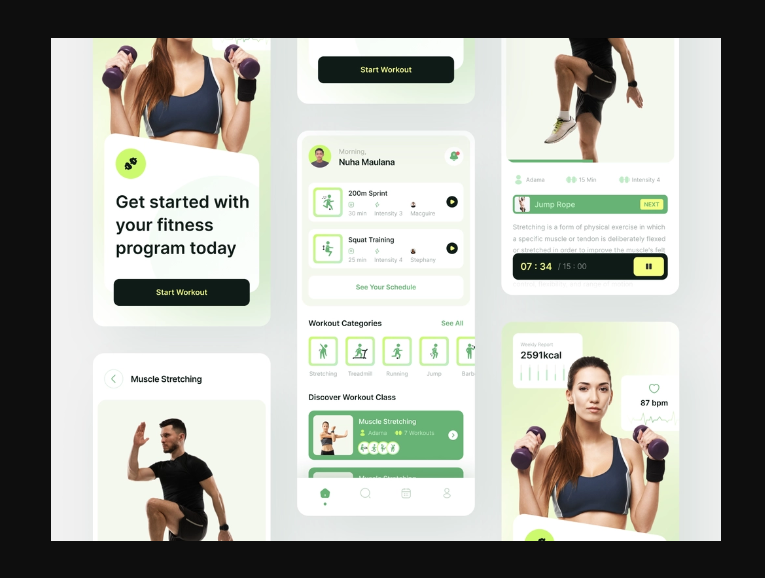 Get started with
your fitness
program today
Start Workout
Muscle Stretching
Start Workout
Morning,
Nuha Maulana
200m Sprint
30 min
Intensity 3
Macguire
Squat Training
25 min
Intensity 4
Stephany
See Your Schedule
Workout Categories
See All
Stretching
Treadmill
Running
Jump
Barb
Discover Workout Class
Muscle Stretching
Adams
7 Workouts
Muscle Stretching
Adams
15 Min
Intensity 4
Jump Rope
NEXT
Stretching is a form of physical exercise in which
a specific muscle or tendon is deliberately flexed
or stretched in order to improve the muscle's felt
07 : 34 / 15 : 00
Weekly Report
2591kcal
87 bpm